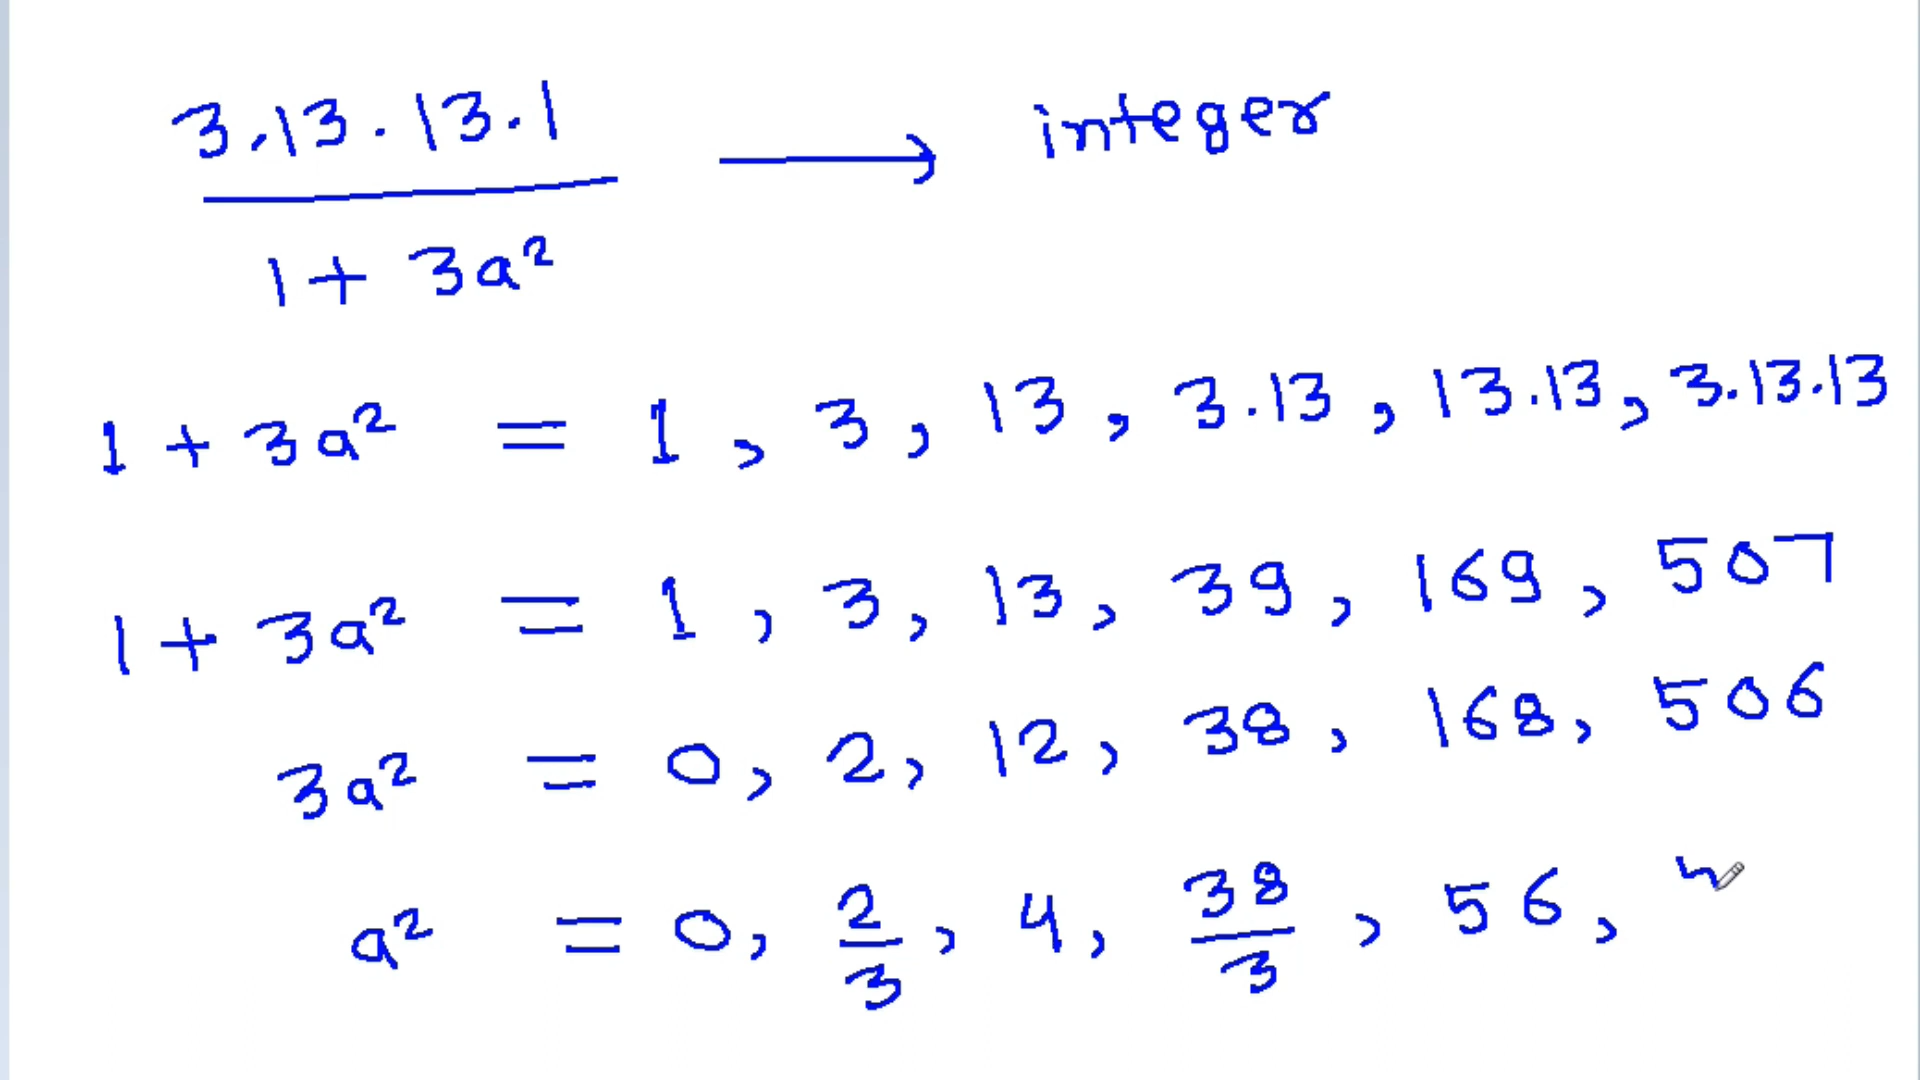 3.13.13.1 → integer
1 + 3a²
1 + 3a² = 1, 3, 13, 3.13, 13.13, 3.13.13
1 + 3a² = 1, 3, 13, 39, 169, 507
3a² = 0, 2, 12, 38, 168, 506
a² = 0, 2/3, 4, 38/3, 56,